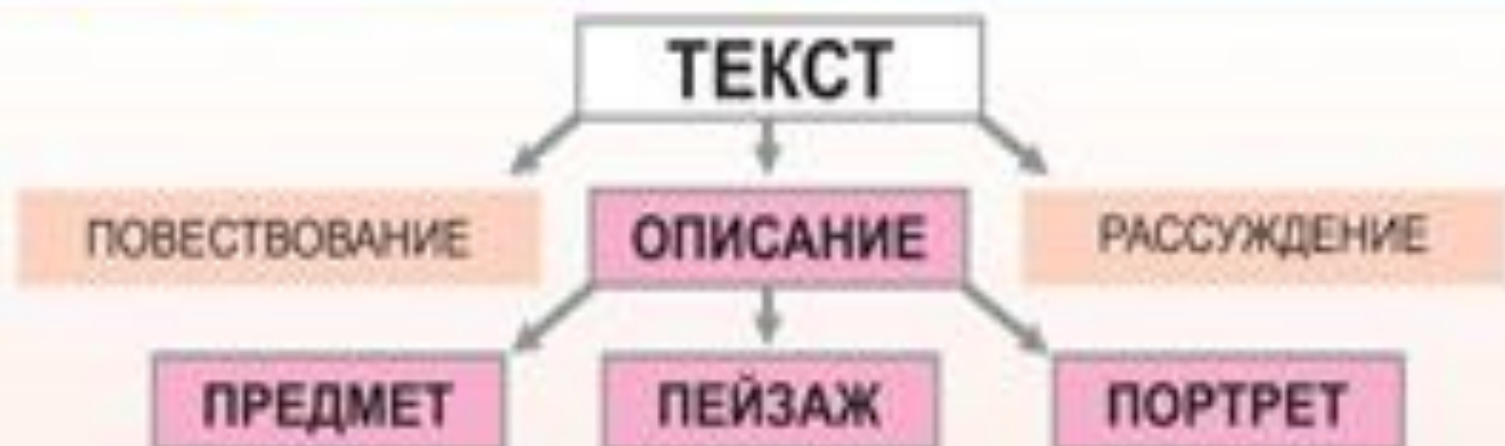 ТЕКСТ
ПОВЕСТВОВАНИЕ ОПИСАНИЕ РАССУЖДЕНИЕ
ПРЕДМЕТ ПЕЙЗАЖ ПОРТРЕТ